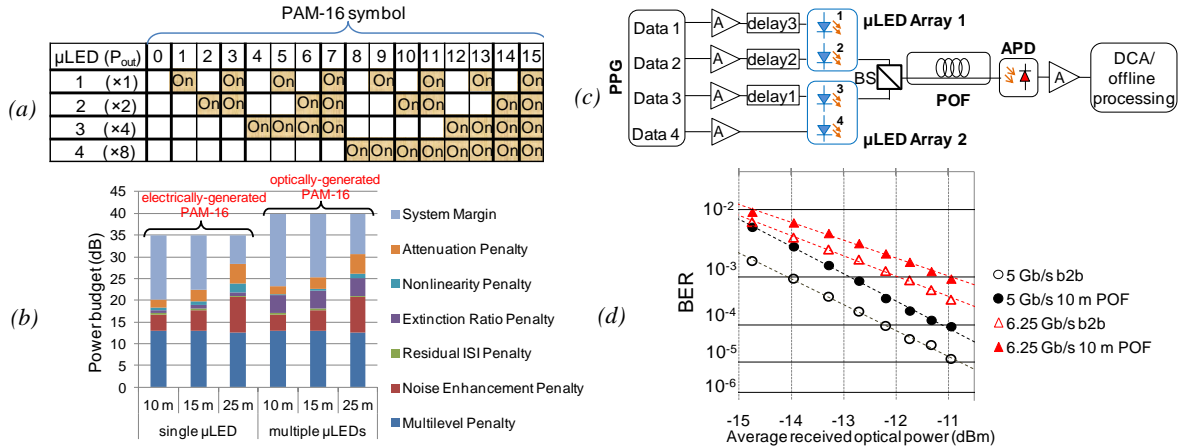 PAM-16 symbol
µLED (Pout) 0 1 2 3 4 5 6 7 8 9 10 11 12 13 14 15
1 (×1) On On On On On On On On
2 (×2) On On On On On On On On
3 (×4) On On On On On On On On
4 (×8) On On On On On On On On
(a)
optically-generated
PAM-16
electrically-generated
PAM-16
Power budget (dB)
45
40
35
30
25
20
15
10
5
0
10 m 15 m 25 m 10 m 15 m 25 m
single µLED multiple µLEDs
System Margin
Attenuation Penalty
Nonlinearity Penalty
Extinction Ratio Penalty
Residual ISI Penalty
Noise Enhancement Penalty
Multilevel Penalty
(b)
(c)
PPG
Data 1 A delay3 1
Data 2 A delay2 2
Data 3 A delay1 3
Data 4 A 4
µLED Array 1
µLED Array 2
BS
POF
APD
A
DCA/
offline
processing
(d)
BER
10-2
10-3
10-4
10-5
10-6
-15 -14 -13 -12 -11 -10
Average received optical power (dBm)
5 Gb/s b2b
5 Gb/s 10 m POF
6.25 Gb/s b2b
6.25 Gb/s 10 m POF